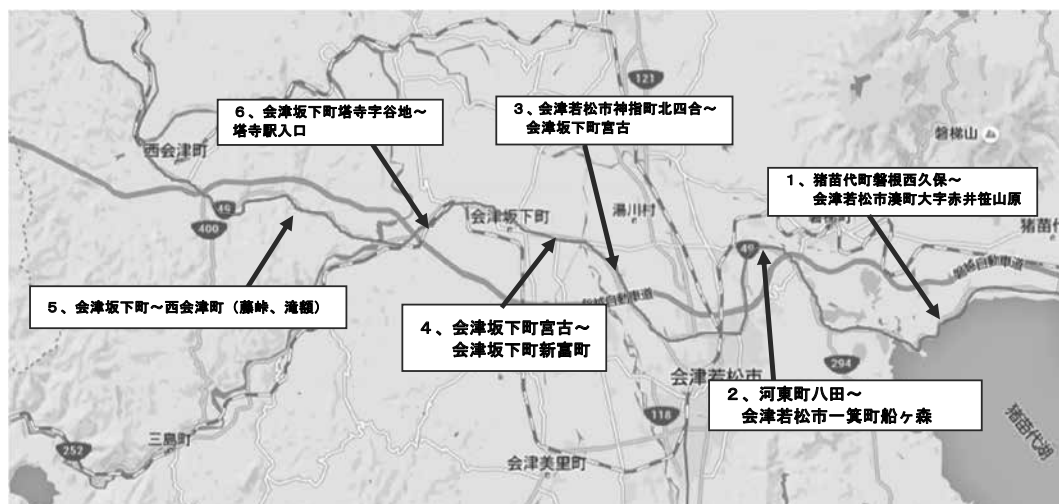 121
６、会津坂下町塔寺字谷地～
塔寺駅入口
３、会津若松市神指町北四合～
会津坂下町宮古
磐梯山
西会津町
１、猪苗代町磐根西久保～
会津若松市湊町大字赤井笹山原
会津坂下町
湯川村
猪苗代
49
400
49
磐越自動車道
磐越自動車道
５、会津坂下町～西会津町（藤峠、滝額）
４、会津坂下町宮古～
会津坂下町新富町
294
会津若松市
２、河東町八田～
会津若松市一箕町船ヶ森
118
猪苗代湖
三島町
252
会津美里町